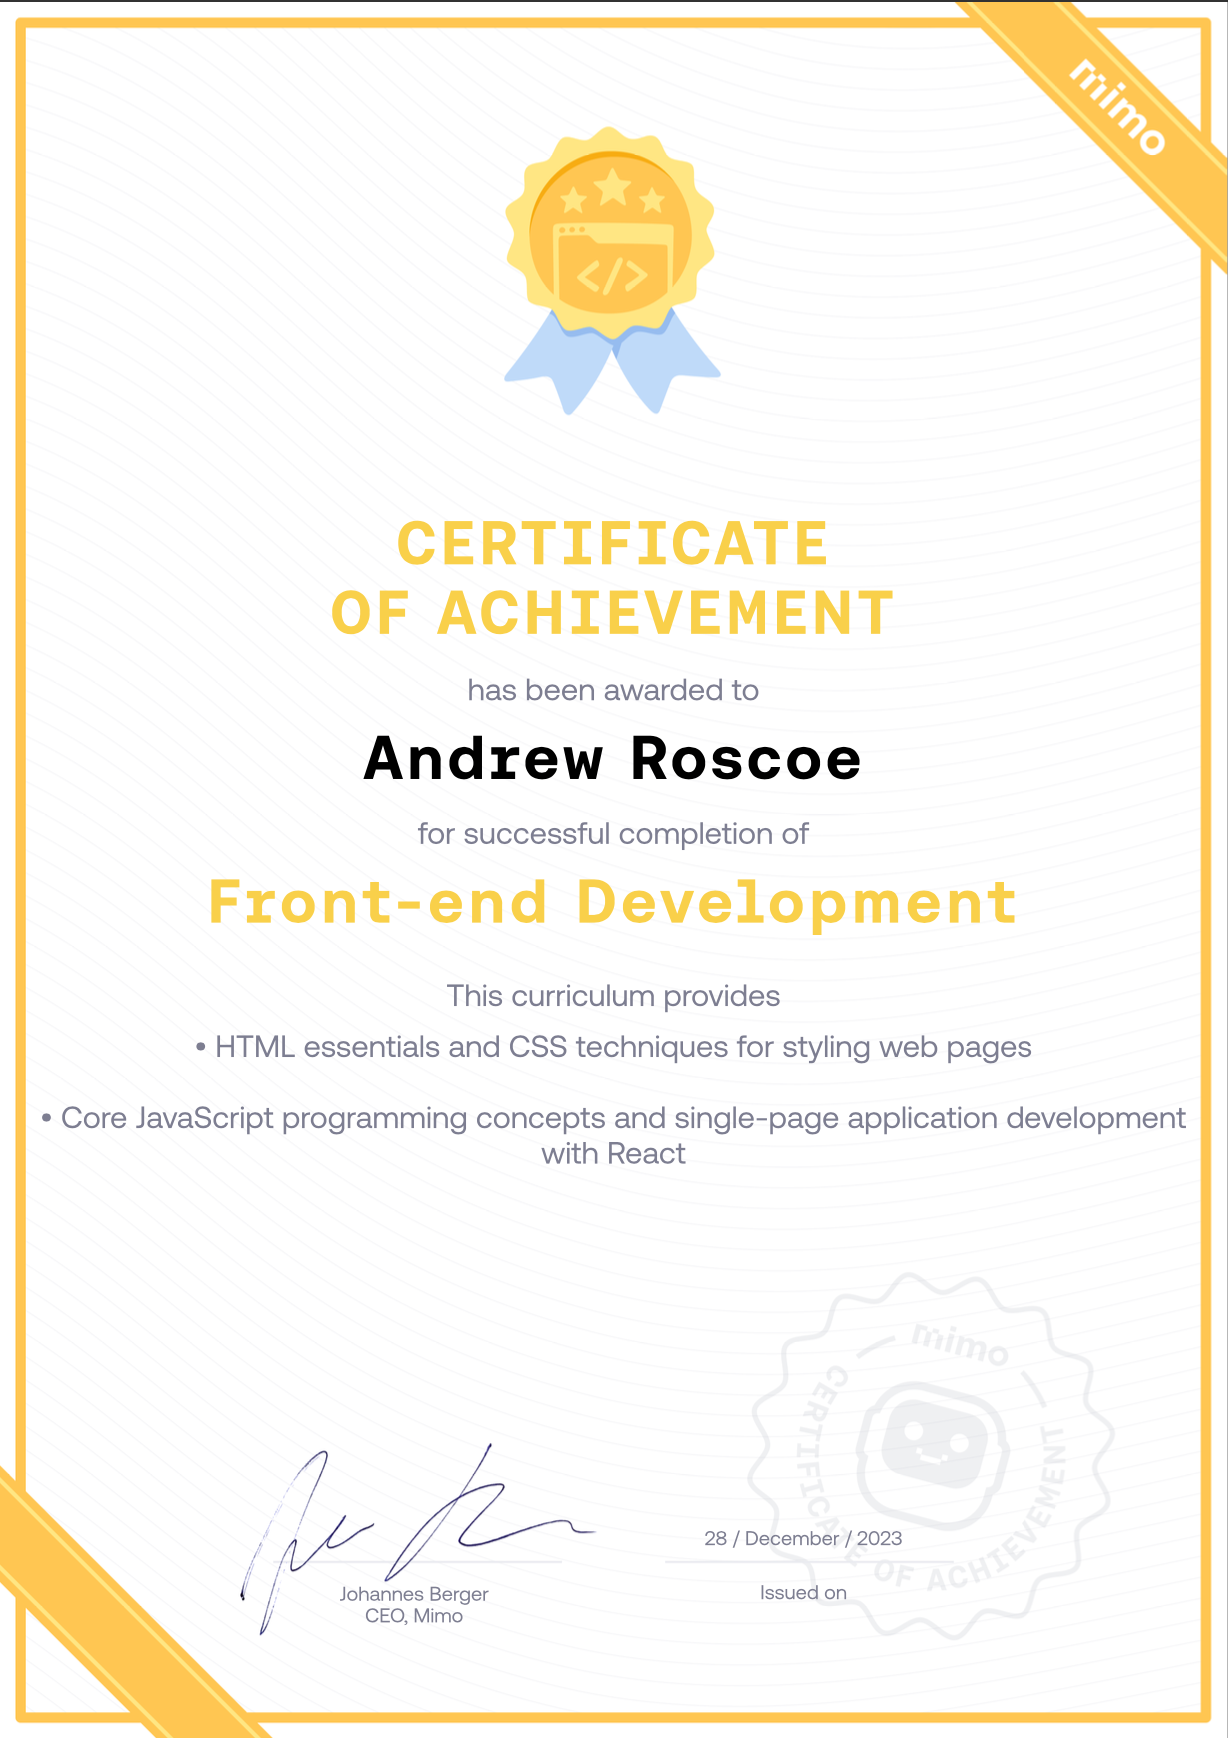 mimo
</>
CERTIFICATE
OF ACHIEVEMENT
has been awarded to
Andrew Roscoe
for successful completion of
Front-end Development
This curriculum provides
• HTML essentials and CSS techniques for styling web pages
• Core JavaScript programming concepts and single-page application development
with React
mimo
CERTIFICATE OF ACHIEVEMENT
28 / December / 2023
Johannes Berger
CEO, Mimo
Issued on